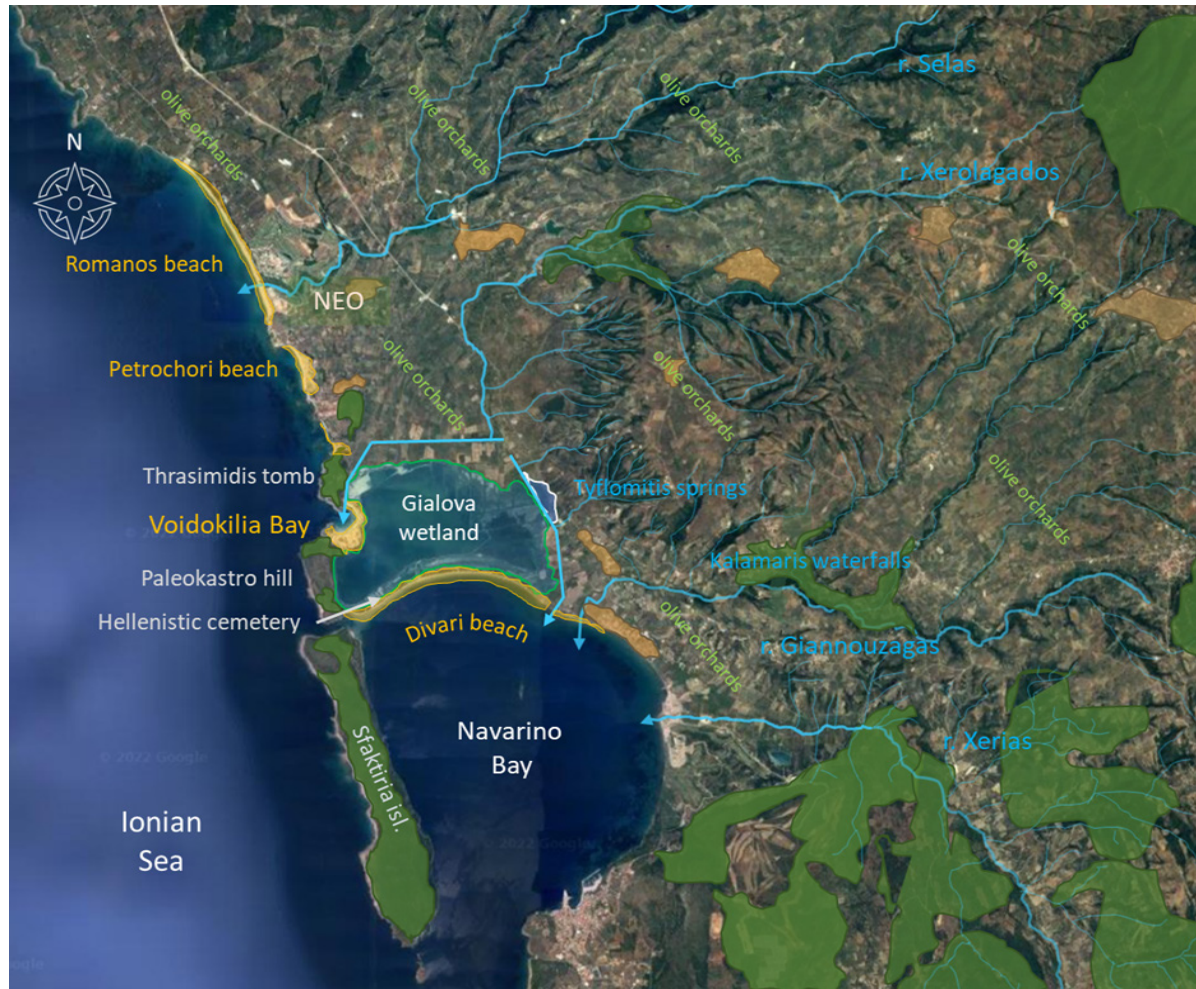 r. Selas
olive orchards
olive orchards
olive orchards
N
r. Xerolagados
Romanos beach
NEO
olive orchards
Petrochori beach
olive orchards
olive orchards
Thrasimidis tomb
Tyflomitis springs
Gialova
wetland
olive orchards
Voidokilia Bay
Kalamaris waterfalls
Paleokastro hill
Hellenistic cemetery
Divari beach
olive orchards
r. Giannouzagas
Navarino
Bay
r. Xerias
© 2022 Google
Sfaktiria isl.
Ionian
Sea
© 2022 Google